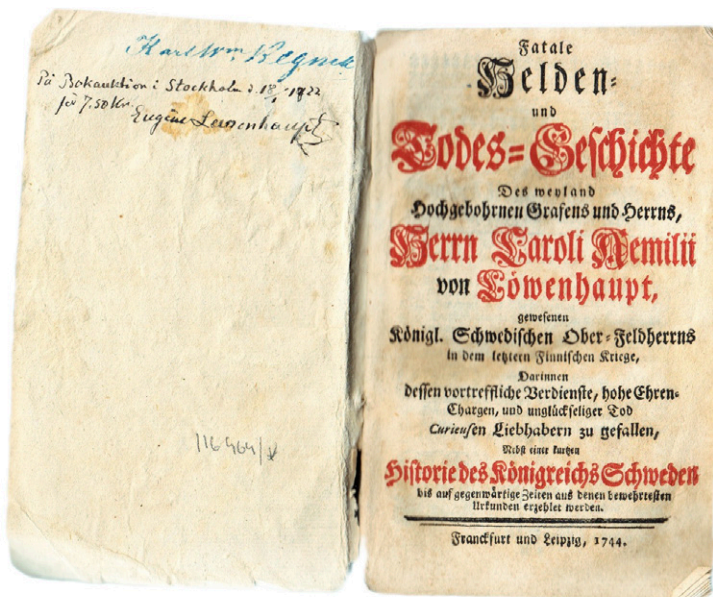 Karl Wm. Regnell
På Bokauktion i Stockholm d. 18/1 1922
för 7.50 Kr.
Eugène Lewenhaupt
116464/*
Fatale
Helden-
und
Todes=Geschichte
Des weyland
Hochgebohrnen Grafens und Herrns,
Herrn Caroli Aemilii
von Löwenhaupt,
gewesenen
Königl. Schwedischen Ober-Feldherrns
in dem letztern Finnischen Kriege,
Darinnen
dessen vortreffliche Verdienste, hohe Ehren-
Chargen, und unglückseliger Tod
Curieusen Liebhabern zu gefallen,
Nebst einer kurtzen
Historie des Königreichs Schweden
bis auf gegenwärtige Zeiten aus denen bewehrtesten
Urkunden erzehlet werden.
Franckfurt und Leipzig, 1744.